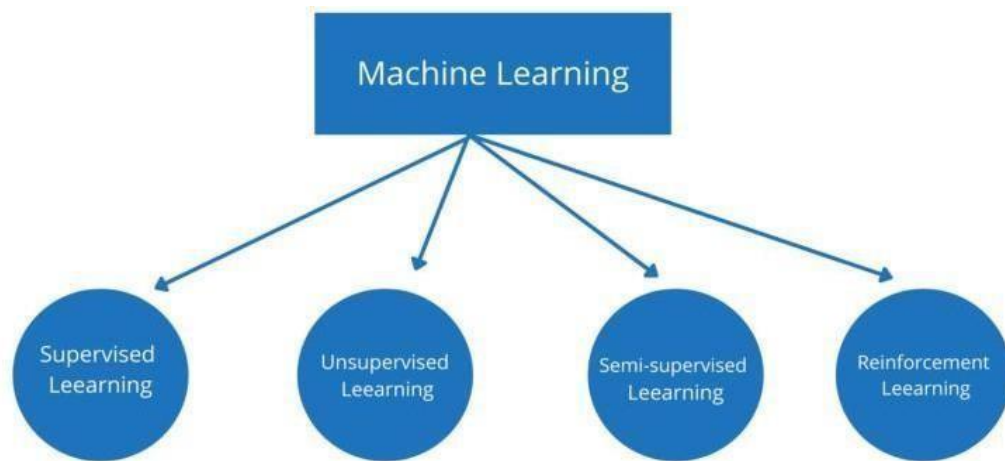 Machine Learning
Supervised
Leearning
Unsupervised
Leearning
Semi-supervised
Leearning
Reinforcement
Leearning